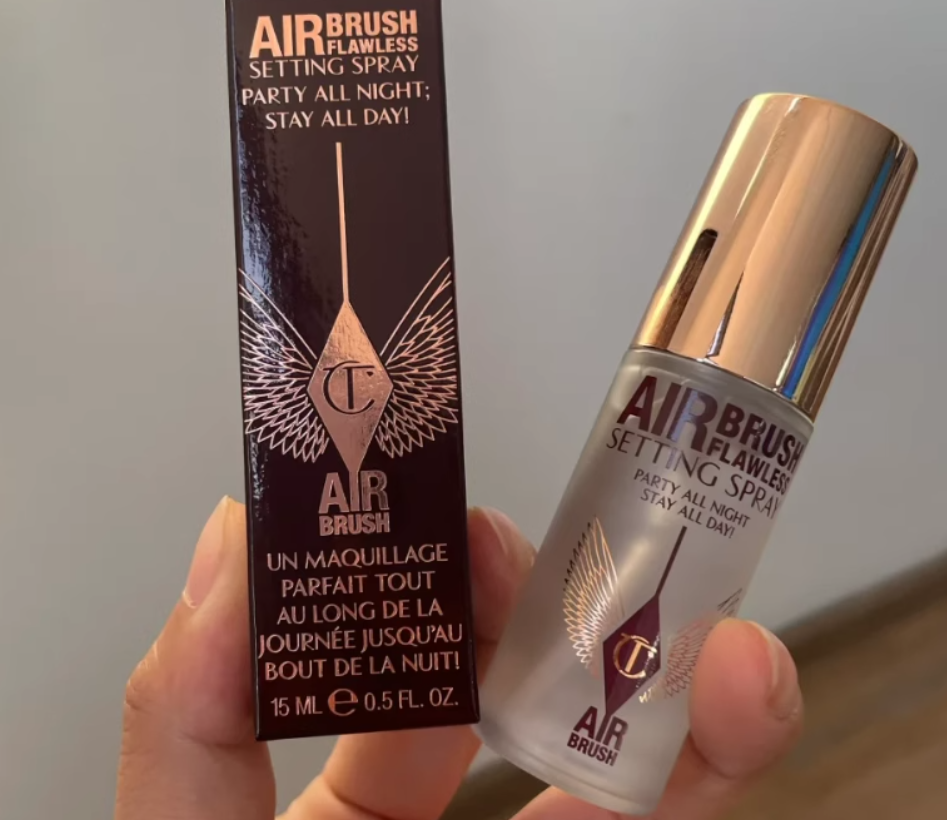 AIRBRUSH
FLAWLESS
SETTING SPRAY
PARTY ALL NIGHT;
STAY ALL DAY!
CT
AIR
BRUSH
UN MAQUILLAGE
PARFAIT TOUT
AU LONG DE LA
JOURNÉE JUSQU'AU
BOUT DE LA NUIT!
15 ML e 0.5 FL. OZ.
AIRBRUSH
FLAWLESS
SETTING SPRAY
PARTY ALL NIGHT
STAY ALL DAY!
CT
AIR
BRUSH